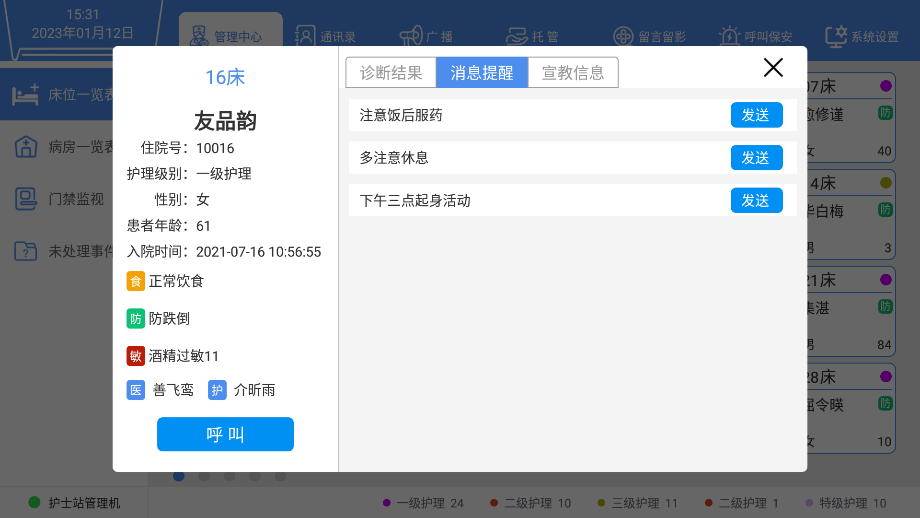 15:31
2023年01月12日
管理中心
通讯录
广 播
托 管
留言留影
呼叫保安
系统设置
床位一览表
病房一览表
门禁监视
未处理事件
16床
友品韵
住院号：10016
护理级别：一级护理
性别：女
患者年龄：61
入院时间：2021-07-16 10:56:55
食 正常饮食
防 防跌倒
敏 酒精过敏11
医 善飞鸾 护 介昕雨
呼 叫
诊断结果 消息提醒 宣教信息
注意饭后服药 发送
多注意休息 发送
下午三点起身活动 发送
07床
修谨 防
女 40
4床
华白梅 防
男 3
21床
集湛 防
男 84
28床
屈令暎 防
女 10
护士站管理机
一级护理 24 二级护理 10 三级护理 11 二级护理 1 特级护理 10